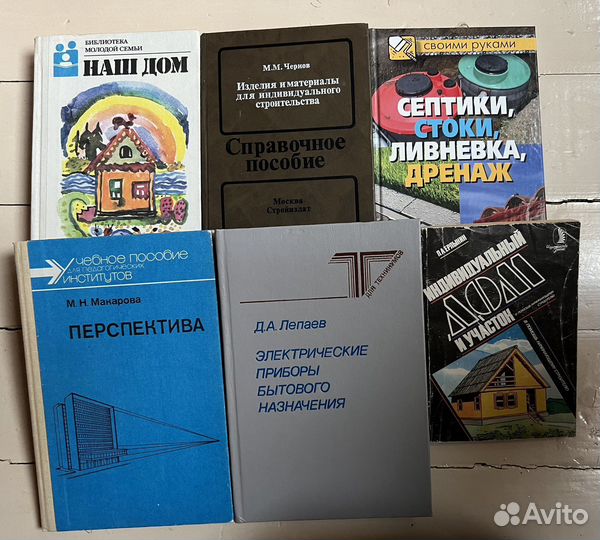 БИБЛИОТЕКА
МОЛОДОЙ СЕМЬИ
НАШ ДОМ
М.М. Чернов
Изделия и материалы
для индивидуального
строительства
Справочное
пособие
Москва
Стройиздат
своими руками
СЕПТИКИ,
СТОКИ,
ЛИВНЕВКА,
ДРЕНАЖ
Учебное пособие
для педагогических
институтов
М. Н. Макарова
ПЕРСПЕКТИВА
ДЛЯ ТЕХНИКУМОВ
Д.А. Лепаев
ЭЛЕКТРИЧЕСКИЕ
ПРИБОРЫ
БЫТОВОГО
НАЗНАЧЕНИЯ
ИНДИВИДУАЛЬНЫЙ
ДОМ
И УЧАСТОК
Avito